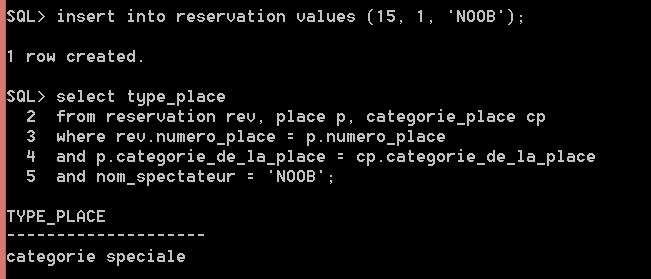 SQL> insert into reservation values (15, 1, 'NOOB');
1 row created.
SQL> select type_place
2 from reservation rev, place p, categorie_place cp
3 where rev.numero_place = p.numero_place
4 and p.categorie_de_la_place = cp.categorie_de_la_place
5 and nom_spectateur = 'NOOB';
TYPE_PLACE
--------------------
categorie speciale